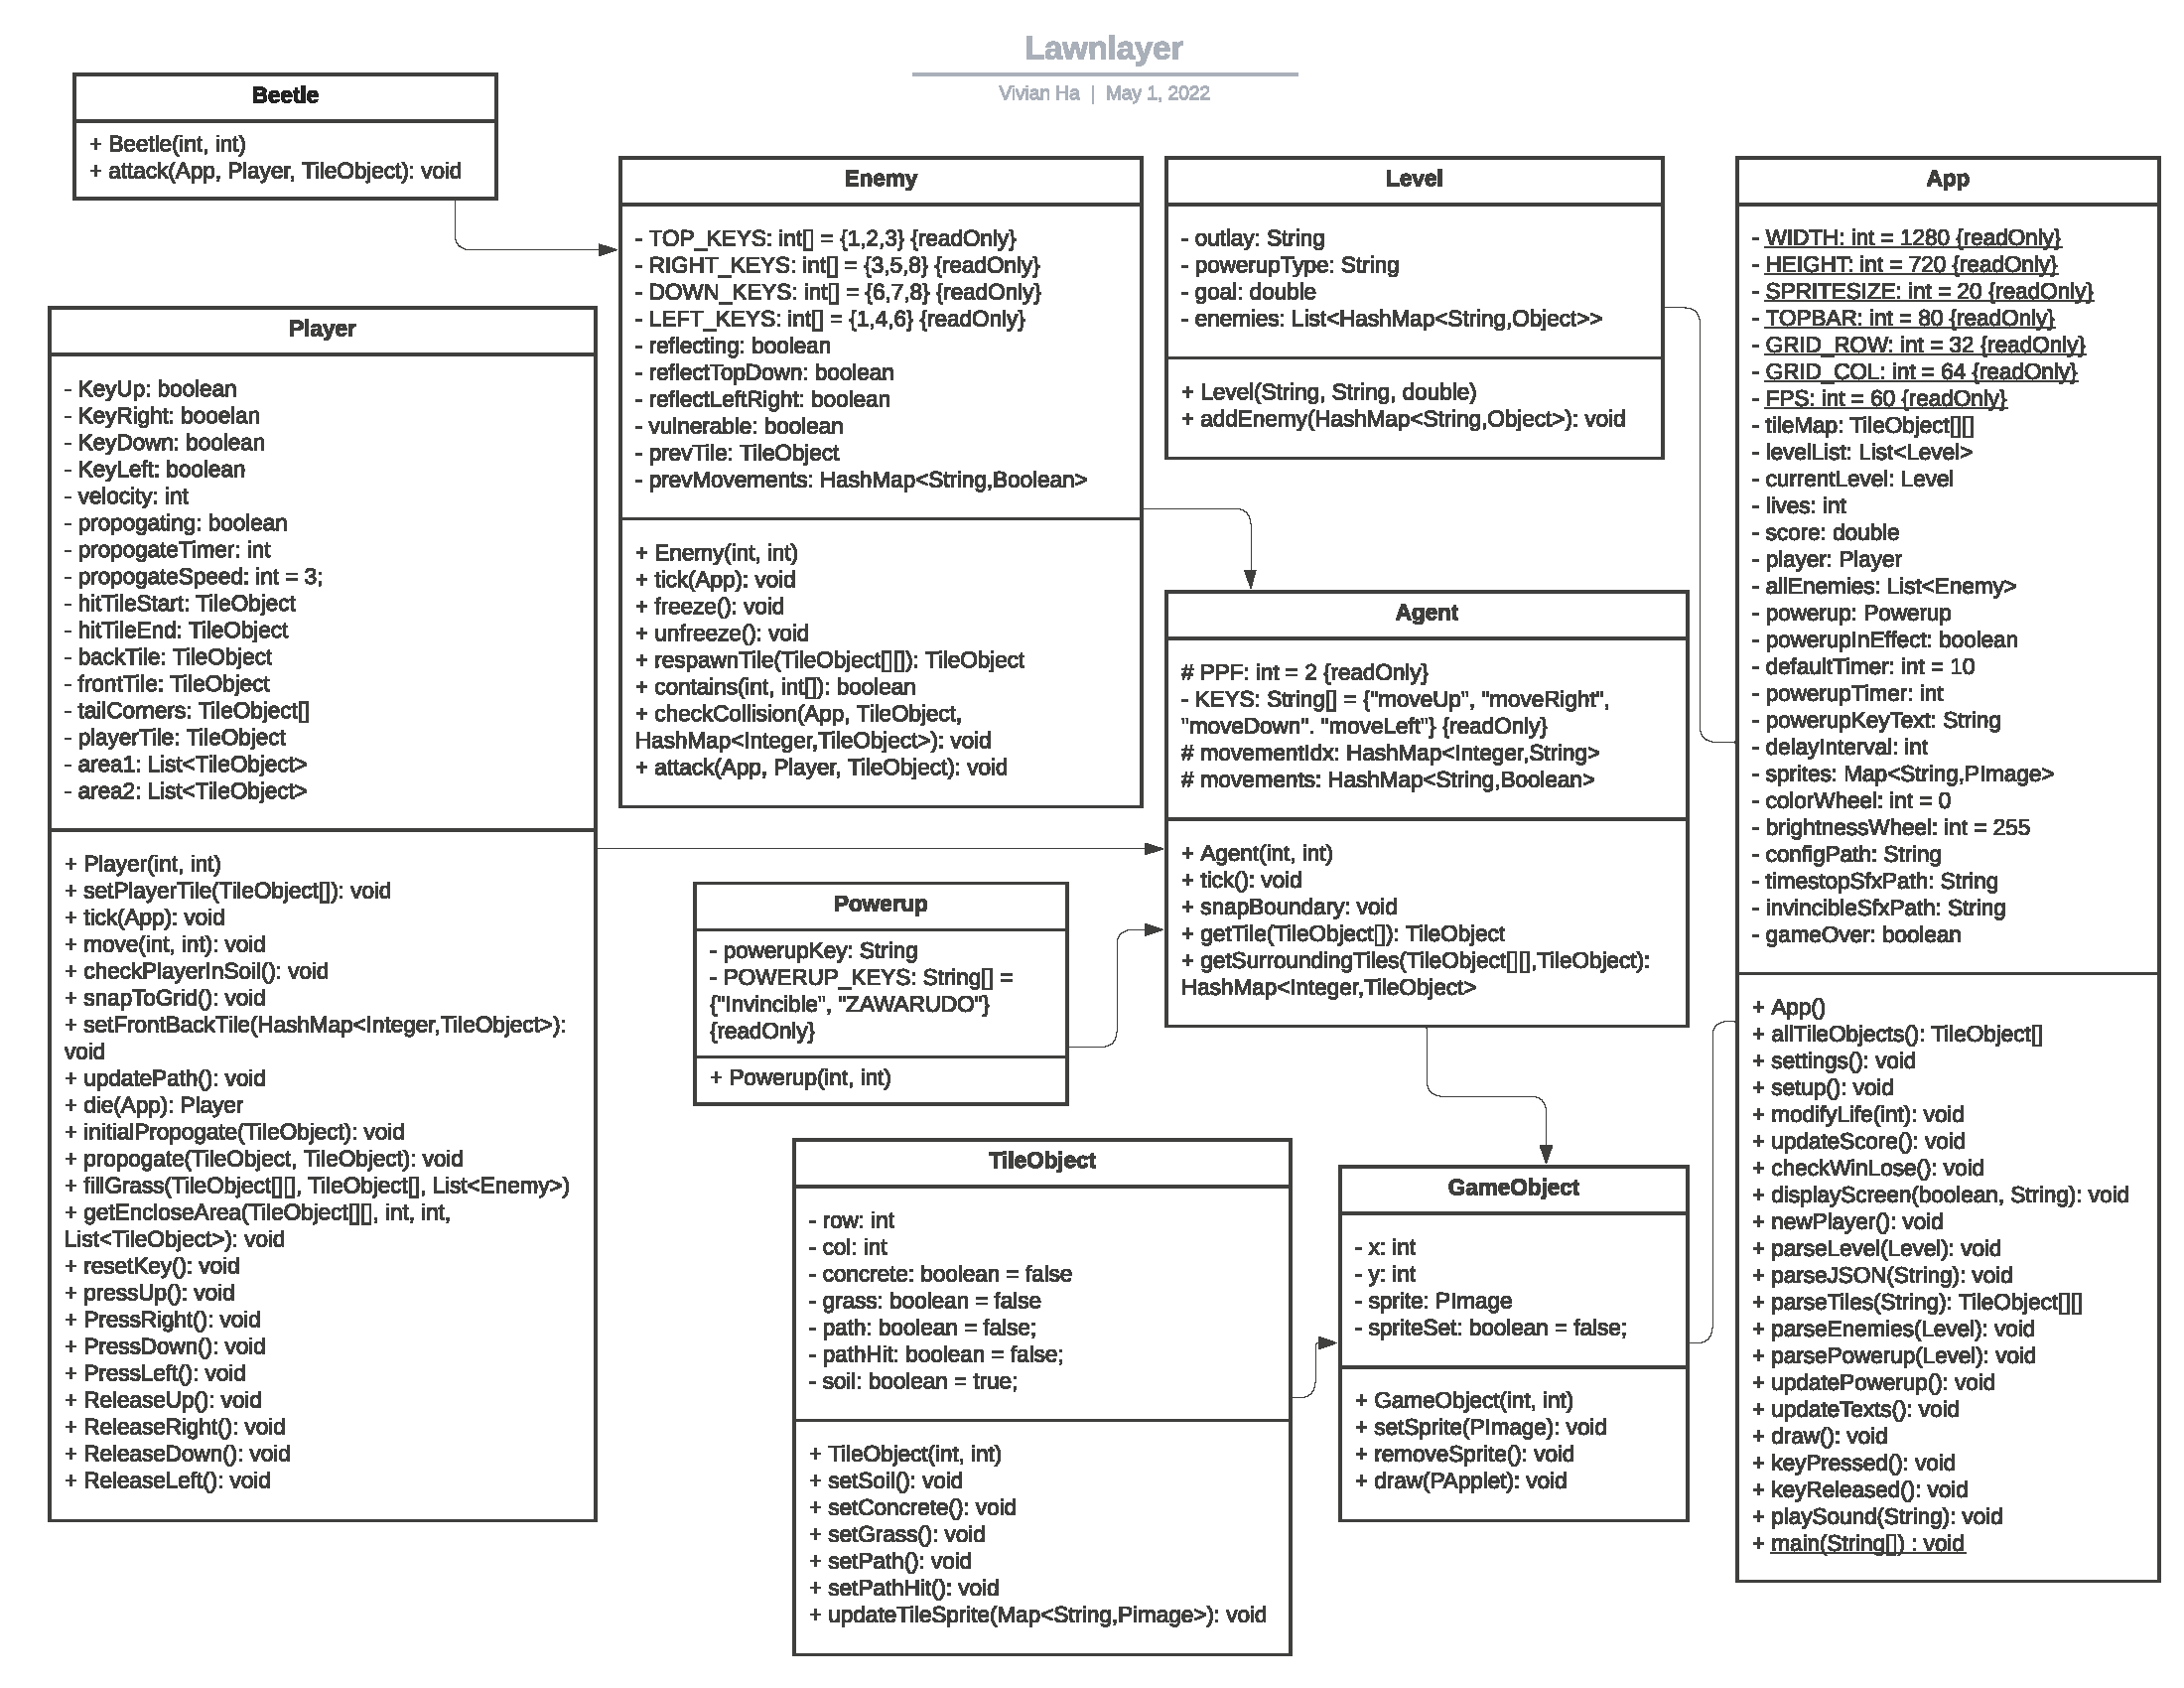 Lawnlayer
Vivian Ha | May 1, 2022
Beetle
+ Beetle(int, int)
+ attack(App, Player, TileObject): void
Player
- KeyUp: boolean
- KeyRight: booelan
- KeyDown: boolean
- KeyLeft: boolean
- velocity: int
- propogating: boolean
- propogateTimer: int
- propogateSpeed: int = 3;
- hitTileStart: TileObject
- hitTileEnd: TileObject
- backTile: TileObject
- frontTile: TileObject
- tailCorners: TileObject[]
- playerTile: TileObject
- area1: List<TileObject>
- area2: List<TileObject>
+ Player(int, int)
+ setPlayerTile(TileObject[]): void
+ tick(App): void
+ move(int, int): void
+ checkPlayerInSoil(): void
+ snapToGrid(): void
+ setFrontBackTile(HashMap<Integer,TileObject>):
void
+ updatePath(): void
+ die(App): Player
+ initialPropogate(TileObject): void
+ propogate(TileObject, TileObject): void
+ fillGrass(TileObject[][], TileObject[], List<Enemy>)
+ getEncloseArea(TileObject[][], int, int,
List<TileObject>): void
+ resetKey(): void
+ pressUp(): void
+ PressRight(): void
+ PressDown(): void
+ PressLeft(): void
+ ReleaseUp(): void
+ ReleaseRight(): void
+ ReleaseDown(): void
+ ReleaseLeft(): void
Enemy
- TOP_KEYS: int[] = {1,2,3} {readOnly}
- RIGHT_KEYS: int[] = {3,5,8} {readOnly}
- DOWN_KEYS: int[] = {6,7,8} {readOnly}
- LEFT_KEYS: int[] = {1,4,6} {readOnly}
- reflecting: boolean
- reflectTopDown: boolean
- reflectLeftRight: boolean
- vulnerable: boolean
- prevTile: TileObject
- prevMovements: HashMap<String,Boolean>
+ Enemy(int, int)
+ tick(App): void
+ freeze(): void
+ unfreeze(): void
+ respawnTile(TileObject[][]): TileObject
+ contains(int, int[]): boolean
+ checkCollision(App, TileObject,
HashMap<Integer,TileObject>): void
+ attack(App, Player, TileObject): void
Level
- outlay: String
- powerupType: String
- goal: double
- enemies: List<HashMap<String,Object>>
+ Level(String, String, double)
+ addEnemy(HashMap<String,Object>): void
Agent
# PPF: int = 2 {readOnly}
- KEYS: String[] = {"moveUp", "moveRight",
"moveDown". "moveLeft"} {readOnly}
# movementIdx: HashMap<Integer,String>
# movements: HashMap<String,Boolean>
+ Agent(int, int)
+ tick(): void
+ snapBoundary: void
+ getTile(TileObject[]): TileObject
+ getSurroundingTiles(TileObject[][],TileObject):
HashMap<Integer,TileObject>
Powerup
- powerupKey: String
- POWERUP_KEYS: String[] =
{"Invincible", "ZAWARUDO"}
{readOnly}
+ Powerup(int, int)
TileObject
- row: int
- col: int
- concrete: boolean = false
- grass: boolean = false
- path: boolean = false;
- pathHit: boolean = false;
- soil: boolean = true;
+ TileObject(int, int)
+ setSoil(): void
+ setConcrete(): void
+ setGrass(): void
+ setPath(): void
+ setPathHit(): void
+ updateTileSprite(Map<String,Pimage>): void
GameObject
- x: int
- y: int
- sprite: PImage
- spriteSet: boolean = false;
+ GameObject(int, int)
+ setSprite(PImage): void
+ removeSprite(): void
+ draw(PApplet): void
App
- WIDTH: int = 1280 {readOnly}
- HEIGHT: int = 720 {readOnly}
- SPRITESIZE: int = 20 {readOnly}
- TOPBAR: int = 80 {readOnly}
- GRID_ROW: int = 32 {readOnly}
- GRID_COL: int = 64 {readOnly}
- FPS: int = 60 {readOnly}
- tileMap: TileObject[][]
- levelList: List<Level>
- currentLevel: Level
- lives: int
- score: double
- player: Player
- allEnemies: List<Enemy>
- powerup: Powerup
- powerupInEffect: boolean
- defaultTimer: int = 10
- powerupTimer: int
- powerupKeyText: String
- delayInterval: int
- sprites: Map<String,PImage>
- colorWheel: int = 0
- brightnessWheel: int = 255
- configPath: String
- timestopSfxPath: String
- invincibleSfxPath: String
- gameOver: boolean
+ App()
+ allTileObjects(): TileObject[]
+ settings(): void
+ setup(): void
+ modifyLife(int): void
+ updateScore(): void
+ checkWinLose(): void
+ displayScreen(boolean, String): void
+ newPlayer(): void
+ parseLevel(Level): void
+ parseJSON(String): void
+ parseTiles(String): TileObject[][]
+ parseEnemies(Level): void
+ parsePowerup(Level): void
+ updatePowerup(): void
+ updateTexts(): void
+ draw(): void
+ keyPressed(): void
+ keyReleased(): void
+ playSound(String): void
+ main(String[]) : void